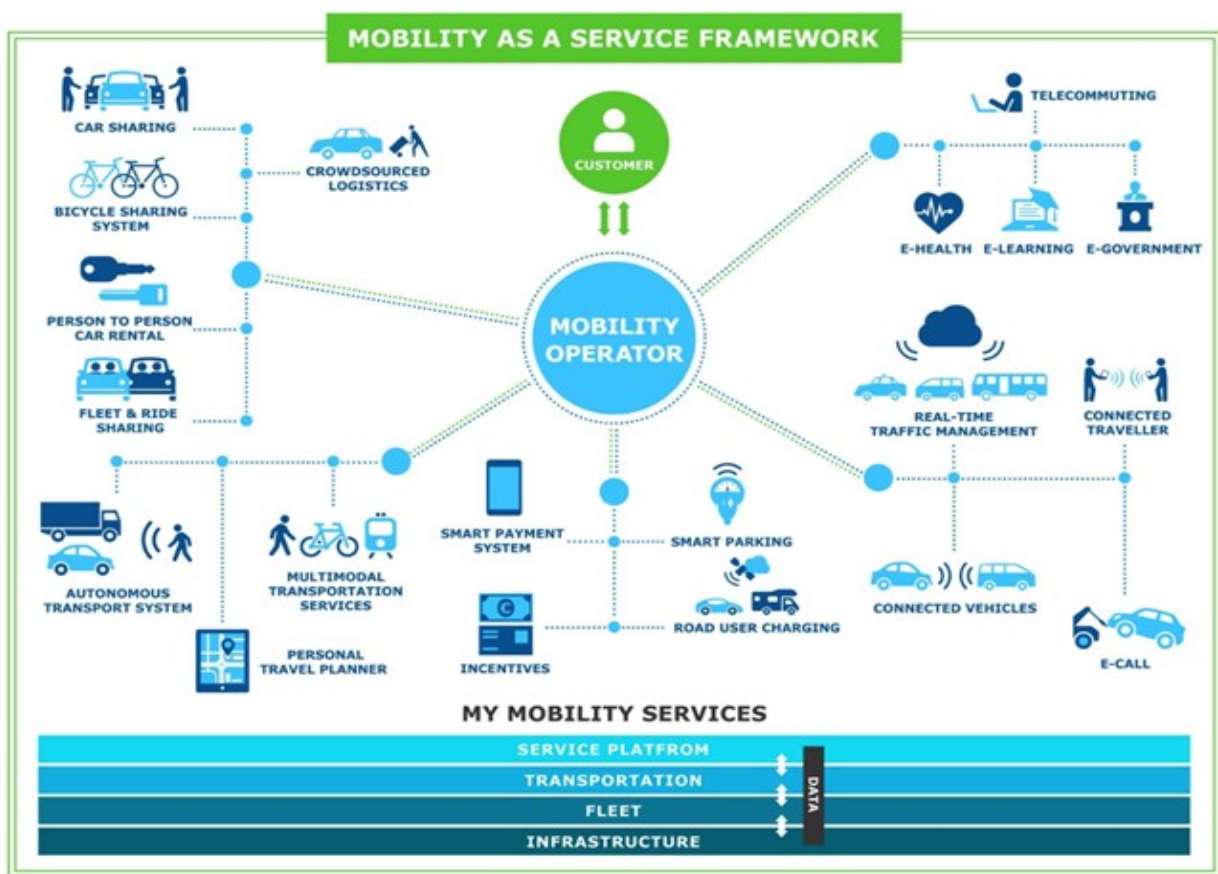 MOBILITY AS A SERVICE FRAMEWORK
CAR SHARING
CROWDSOURCED
LOGISTICS
BICYCLE SHARING
SYSTEM
PERSON TO PERSON
CAR RENTAL
FLEET & RIDE
SHARING
CUSTOMER
MOBILITY
OPERATOR
TELECOMMUTING
E-HEALTH
E-LEARNING
E-GOVERNMENT
REAL-TIME
TRAFFIC MANAGEMENT
CONNECTED
TRAVELLER
AUTONOMOUS
TRANSPORT SYSTEM
MULTIMODAL
TRANSPORTATION
SERVICES
PERSONAL
TRAVEL PLANNER
SMART PAYMENT
SYSTEM
SMART PARKING
INCENTIVES
ROAD USER CHARGING
CONNECTED VEHICLES
E-CALL
MY MOBILITY SERVICES
SERVICE PLATFROM
TRANSPORTATION
FLEET
INFRASTRUCTURE
DATA